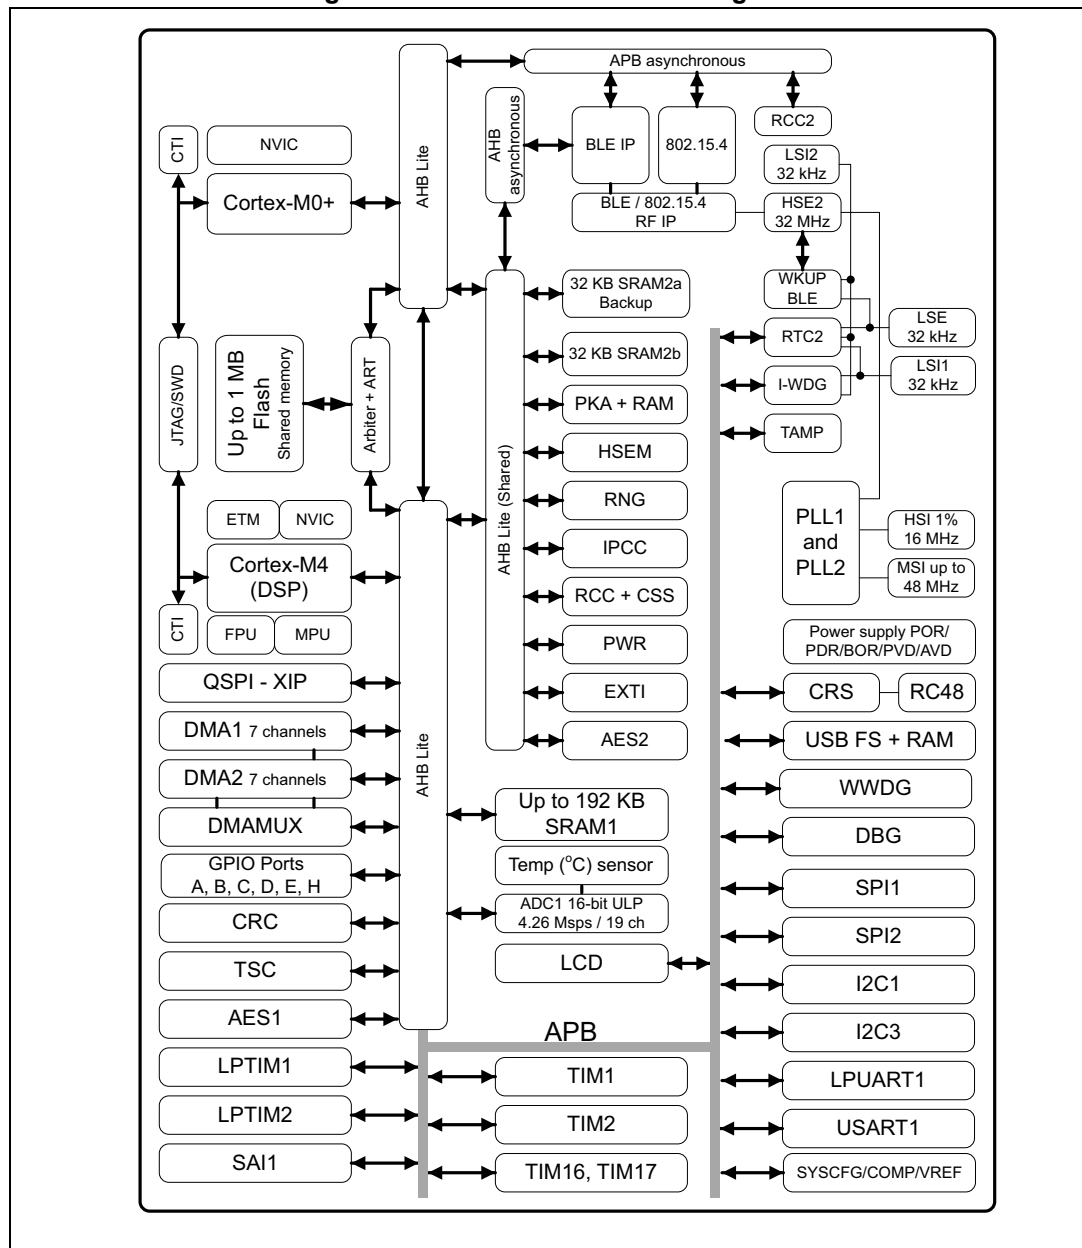 APB asynchronous
AHB Lite
AHB
asynchronous
BLE IP
802.15.4
RCC2
CTI
NVIC
Cortex-M0+
BLE / 802.15.4
RF IP
LSI2
32 kHz
HSE2
32 MHz
WKUP
BLE
32 KB SRAM2a
Backup
RTC2
LSE
32 kHz
32 KB SRAM2b
I-WDG
LSI1
32 kHz
JTAG/SWD
Up to 1 MB
Flash
Shared memory
Arbiter + ART
AHB Lite (Shared)
PKA + RAM
TAMP
HSEM
RNG
IPCC
RCC + CSS
PWR
EXTI
AES2
PLL1
and
PLL2
HSI 1%
16 MHz
MSI up to
48 MHz
ETM
NVIC
Cortex-M4
(DSP)
CTI
FPU
MPU
Power supply POR/
PDR/BOR/PVD/AVD
QSPI - XIP
CRS
RC48
DMA1 7 channels
USB FS + RAM
DMA2 7 channels
AHB Lite
WWDG
DMAMUX
Up to 192 KB
SRAM1
DBG
GPIO Ports
A, B, C, D, E, H
Temp (°C) sensor
SPI1
CRC
ADC1 16-bit ULP
4.26 Msps / 19 ch
SPI2
TSC
LCD
I2C1
AES1
APB
I2C3
LPTIM1
TIM1
LPUART1
LPTIM2
TIM2
USART1
SAI1
TIM16, TIM17
SYSCFG/COMP/VREF